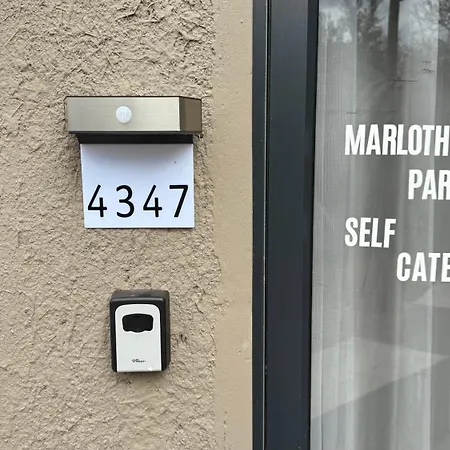 4347
MARLOTH
PAR
SELF
CATE